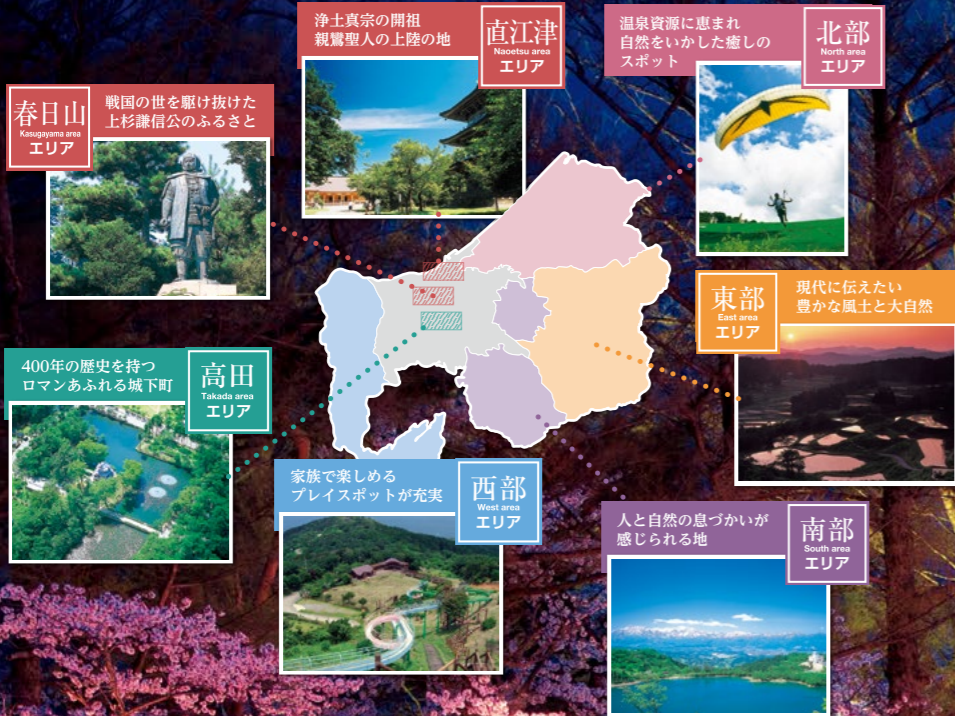 浄土真宗の開祖
親鸞聖人の上陸の地
直江津
Naoetsu area
エリア
温泉資源に恵まれ
自然をいかした癒しの
スポット
北部
North area
エリア
春日山
Kasugayama area
エリア
戦国の世を駆け抜けた
上杉謙信公のふるさと
東部
East area
エリア
現代に伝えたい
豊かな風土と大自然
400年の歴史を持つ
ロマンあふれる城下町
高田
Takada area
エリア
家族で楽しめる
プレイスポットが充実
西部
West area
エリア
人と自然の息づかいが
感じられる地
南部
South area
エリア